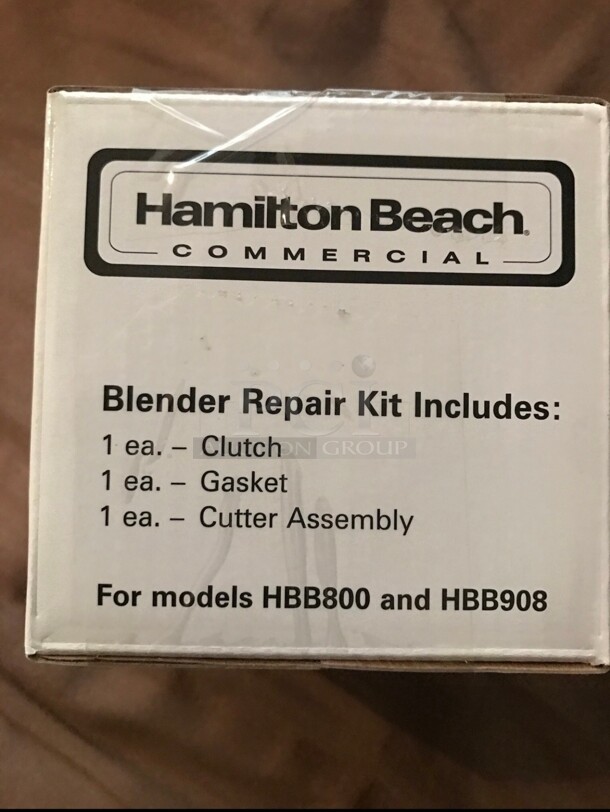 Hamilton Beach
COMMERCIAL
Blender Repair Kit Includes:
1 ea. – Clutch
1 ea. – Gasket
1 ea. – Cutter Assembly
For models HBB800 and HBB908
GROUP